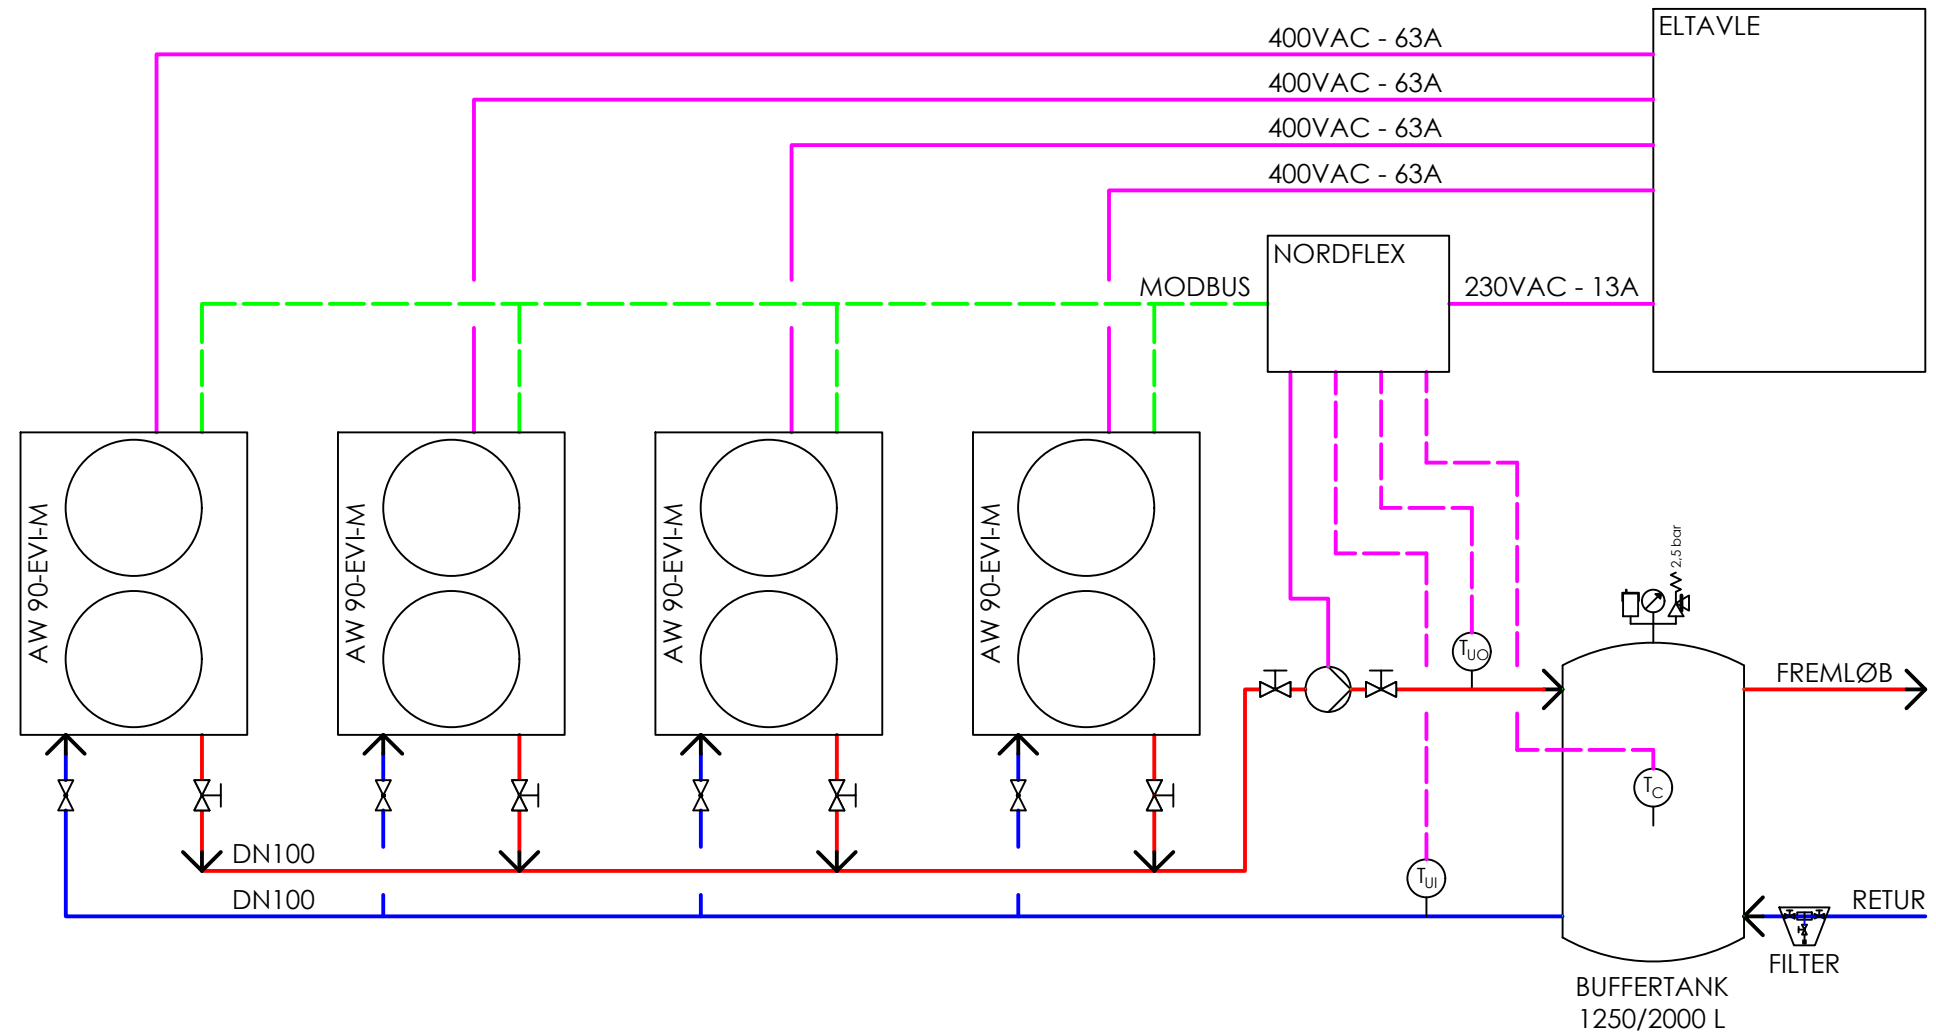 ELTAVLE
400VAC - 63A
400VAC - 63A
400VAC - 63A
400VAC - 63A
NORDFLEX
MODBUS
230VAC - 13A
AW 90-EVI-M
AW 90-EVI-M
AW 90-EVI-M
AW 90-EVI-M
2,5 bar
TUO
FREMLØB
TC
DN100
TUI
DN100
RETUR
FILTER
BUFFERTANK
1250/2000 L